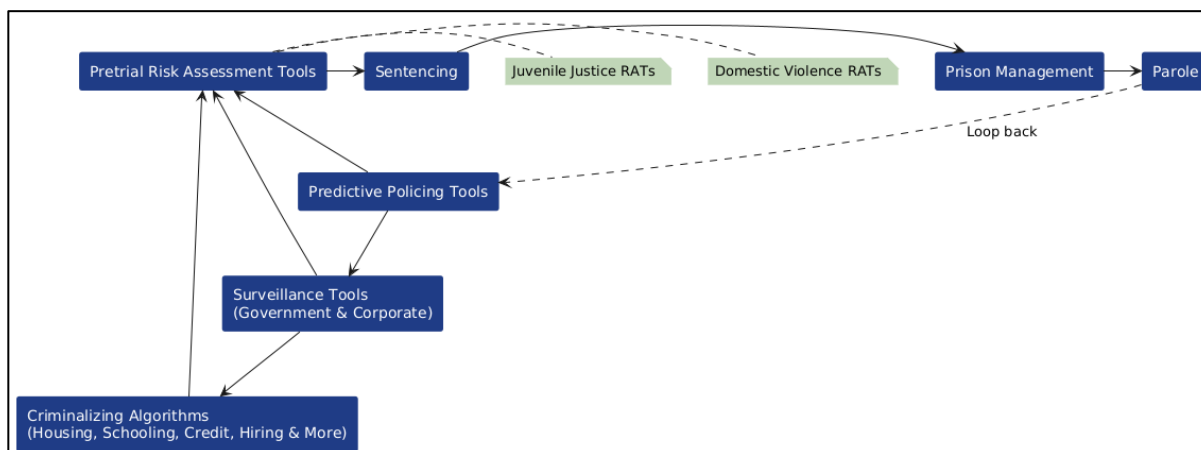 Pretrial Risk Assessment Tools
Sentencing
Juvenile Justice RATs
Domestic Violence RATs
Prison Management
Parole
Loop back
Predictive Policing Tools
Surveillance Tools
(Government & Corporate)
Criminalizing Algorithms
(Housing, Schooling, Credit, Hiring & More)